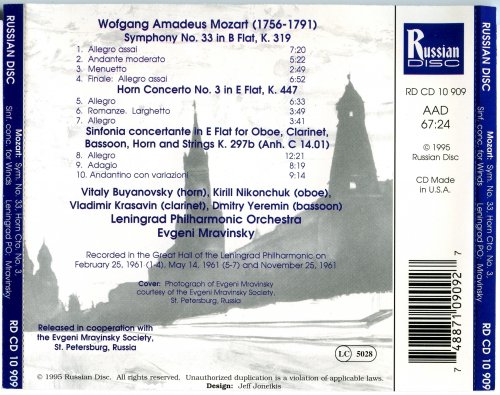 RUSSIAN DISC
Mozart: Sym. No. 33, Horn Cto. No. 3,
Sinf. conc. for Winds Leningrad PO: Mravinsky
RD CD 10 909
Wofgang Amadeus Mozart (1756-1791)
Symphony No. 33 in B Flat, K. 319
1. Allegro assai 7:20
2. Andante moderato 5:22
3. Menuetto 2:49
4. Finale: Allegro assai 6:52
Horn Concerto No. 3 in E Flat, K. 447
5. Allegro 6:33
6. Romanze. Larghetto 3:49
7. Allegro 3:41
Sinfonia concertante in E Flat for Oboe, Clarinet,
Bassoon, Horn and Strings K. 297b (Anh. C 14.01)
8. Allegro 12:21
9. Adagio 8:19
10. Andantino con variazioni 9:14
Vitaly Buyanovsky (horn), Kirill Nikonchuk (oboe),
Vladimir Krasavin (clarinet), Dmitry Yeremin (bassoon)
Leningrad Philharmonic Orchestra
Evgeni Mravinsky
Recorded in the Great Hall of the Leningrad Philharmonic on
February 25, 1961 (1-4), May 14, 1961 (5-7) and November 25, 1961
Cover: Photograph of Evgeni Mravinsky
courtesy of the Evgeni Mravinsky Society,
St. Petersburg, Russia
Released in cooperation with
the Evgeni Mravinsky Society,
St. Petersburg, Russia
LC 5028
© 1995 Russian Disc. All rights reserved. Unauthorized duplication is a violation of applicable laws.
Design: Jeff Jonelkis
Russian
DISC
RD CD 10 909
AAD
67:24
℗ 1995
Russian Disc
CD Made in
U.S.A.
7 48871 09092 7
RUSSIAN DISC
Mozart: Sym. No. 33, Horn Cto. No. 3,
Sinf. conc. for Winds Leningrad PO: Mravinsky
RD CD 10 909